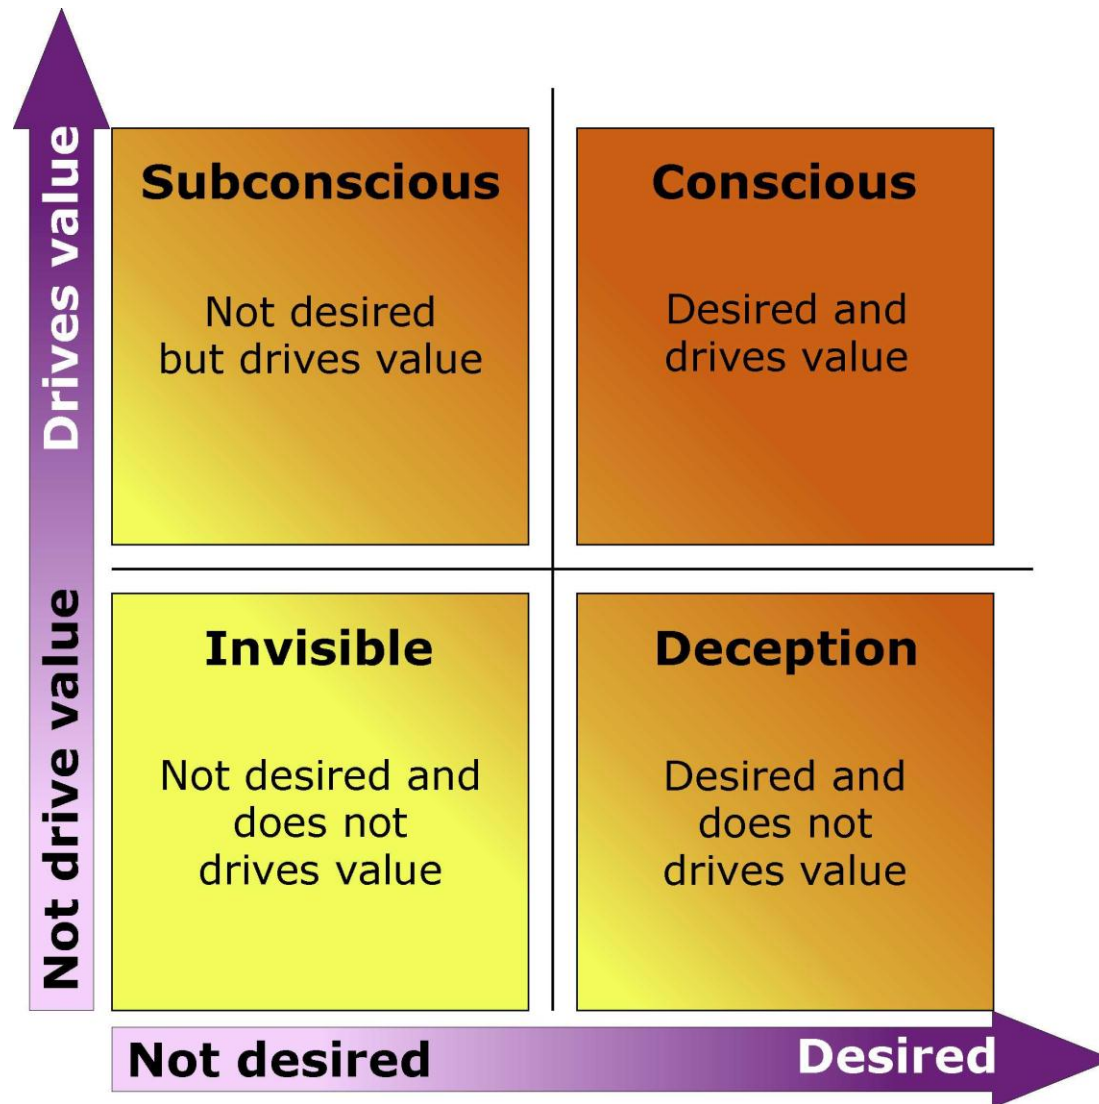 Drives value
Not drive value
Subconscious
Not desired
but drives value
Conscious
Desired and
drives value
Invisible
Not desired and
does not
drives value
Deception
Desired and
does not
drives value
Not desired
Desired